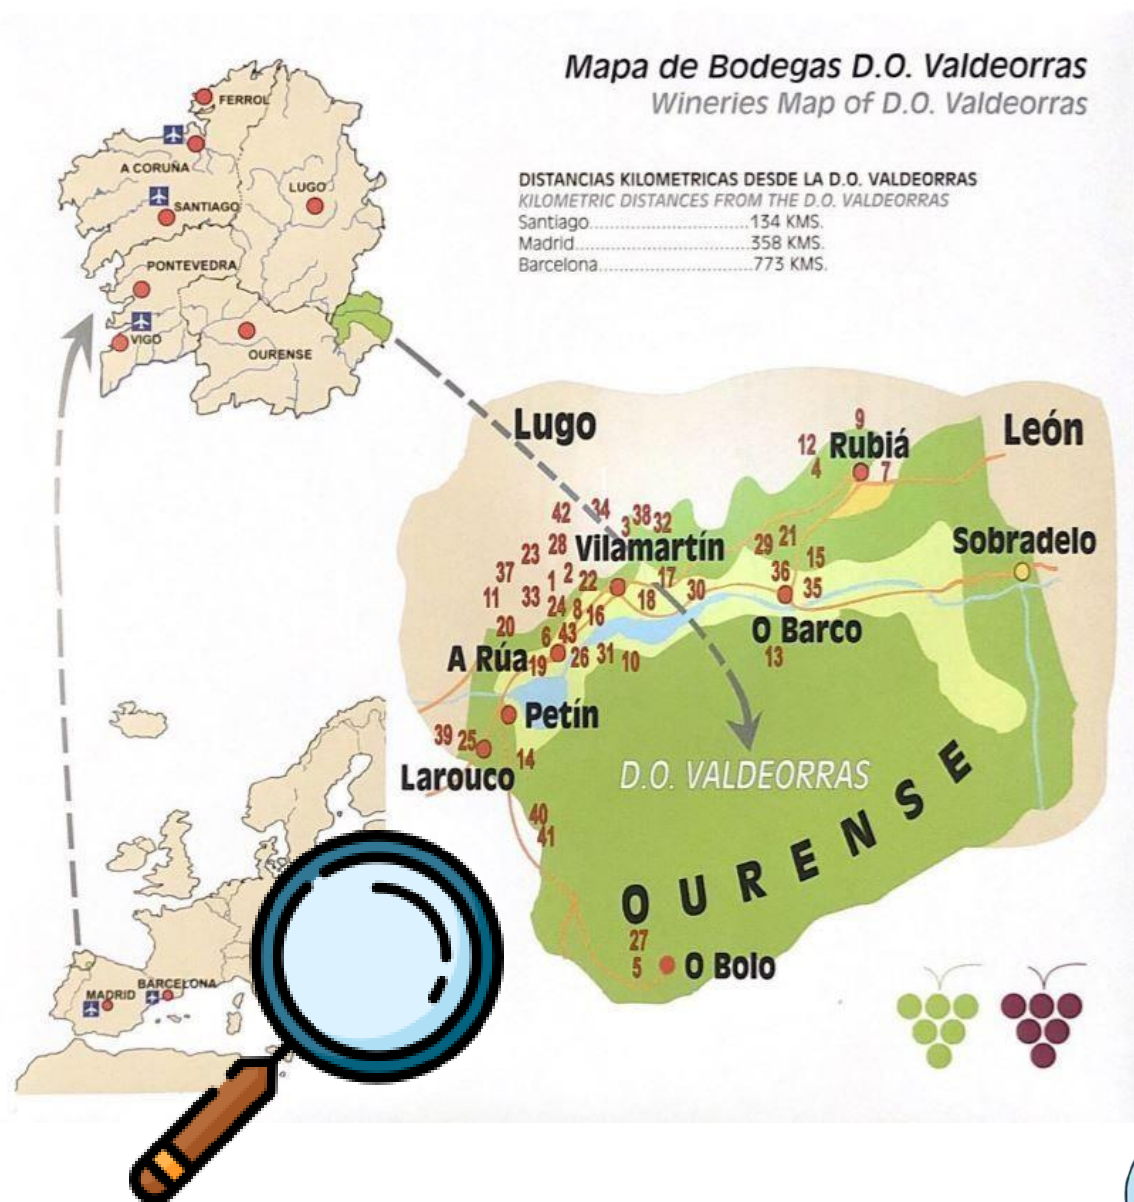 Mapa de Bodegas D.O. Valdeorras
Wineries Map of D.O. Valdeorras
DISTANCIAS KILOMETRICAS DESDE LA D.O. VALDEORRAS
KILOMETRIC DISTANCES FROM THE D.O. VALDEORRAS
Santiago..............................134 KMS.
Madrid.................................358 KMS.
Barcelona.............................773 KMS.
FERROL
A CORUÑA
LUGO
SANTIAGO
PONTEVEDRA
VIGO
OURENSE
Lugo
León
9
12
Rubiá
4
7
42
34
3
38
32
Vilamartín
29
21
15
Sobradelo
23
28
37
1
2
22
17
30
36
35
11
33
24
8
16
18
20
6
43
O Barco
A Rúa
19
26
31
10
13
Petín
39
25
14
Larouco
D.O. VALDEORRAS
40
41
OURENSE
27
5
O Bolo
MADRID
BARCELONA